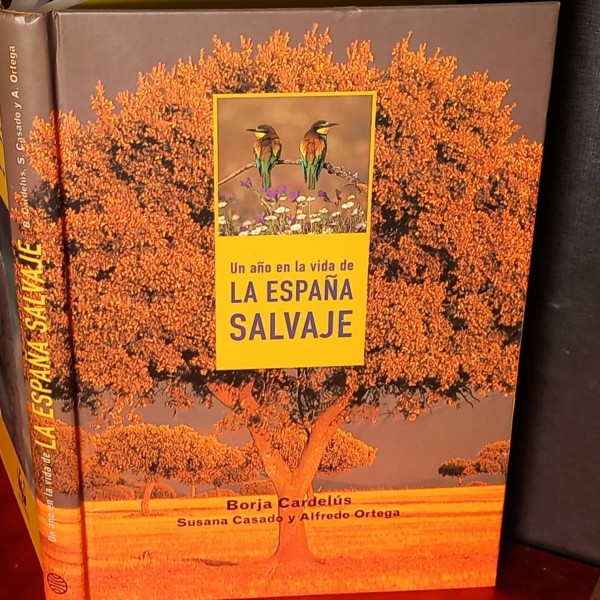 Un año en la vida de
LA ESPAÑA
SALVAJE
Borja Cardelús
Susana Casado y Alfredo Ortega
Un año en la vida de LA ESPAÑA SALVAJE B. Cardelús, S. Casado y A. Ortega